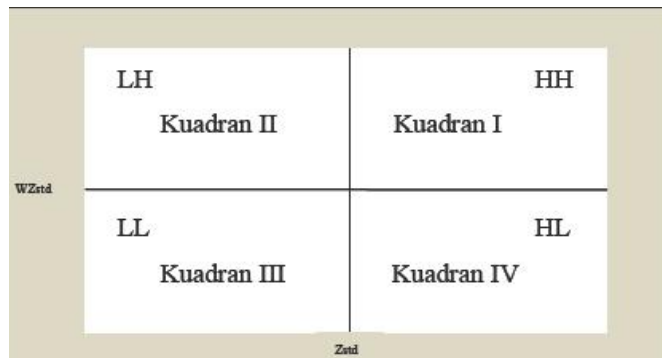 LH
HH
Kuadran II
Kuadran I
WZstd
LL
HL
Kuadran III
Kuadran IV
Zstd